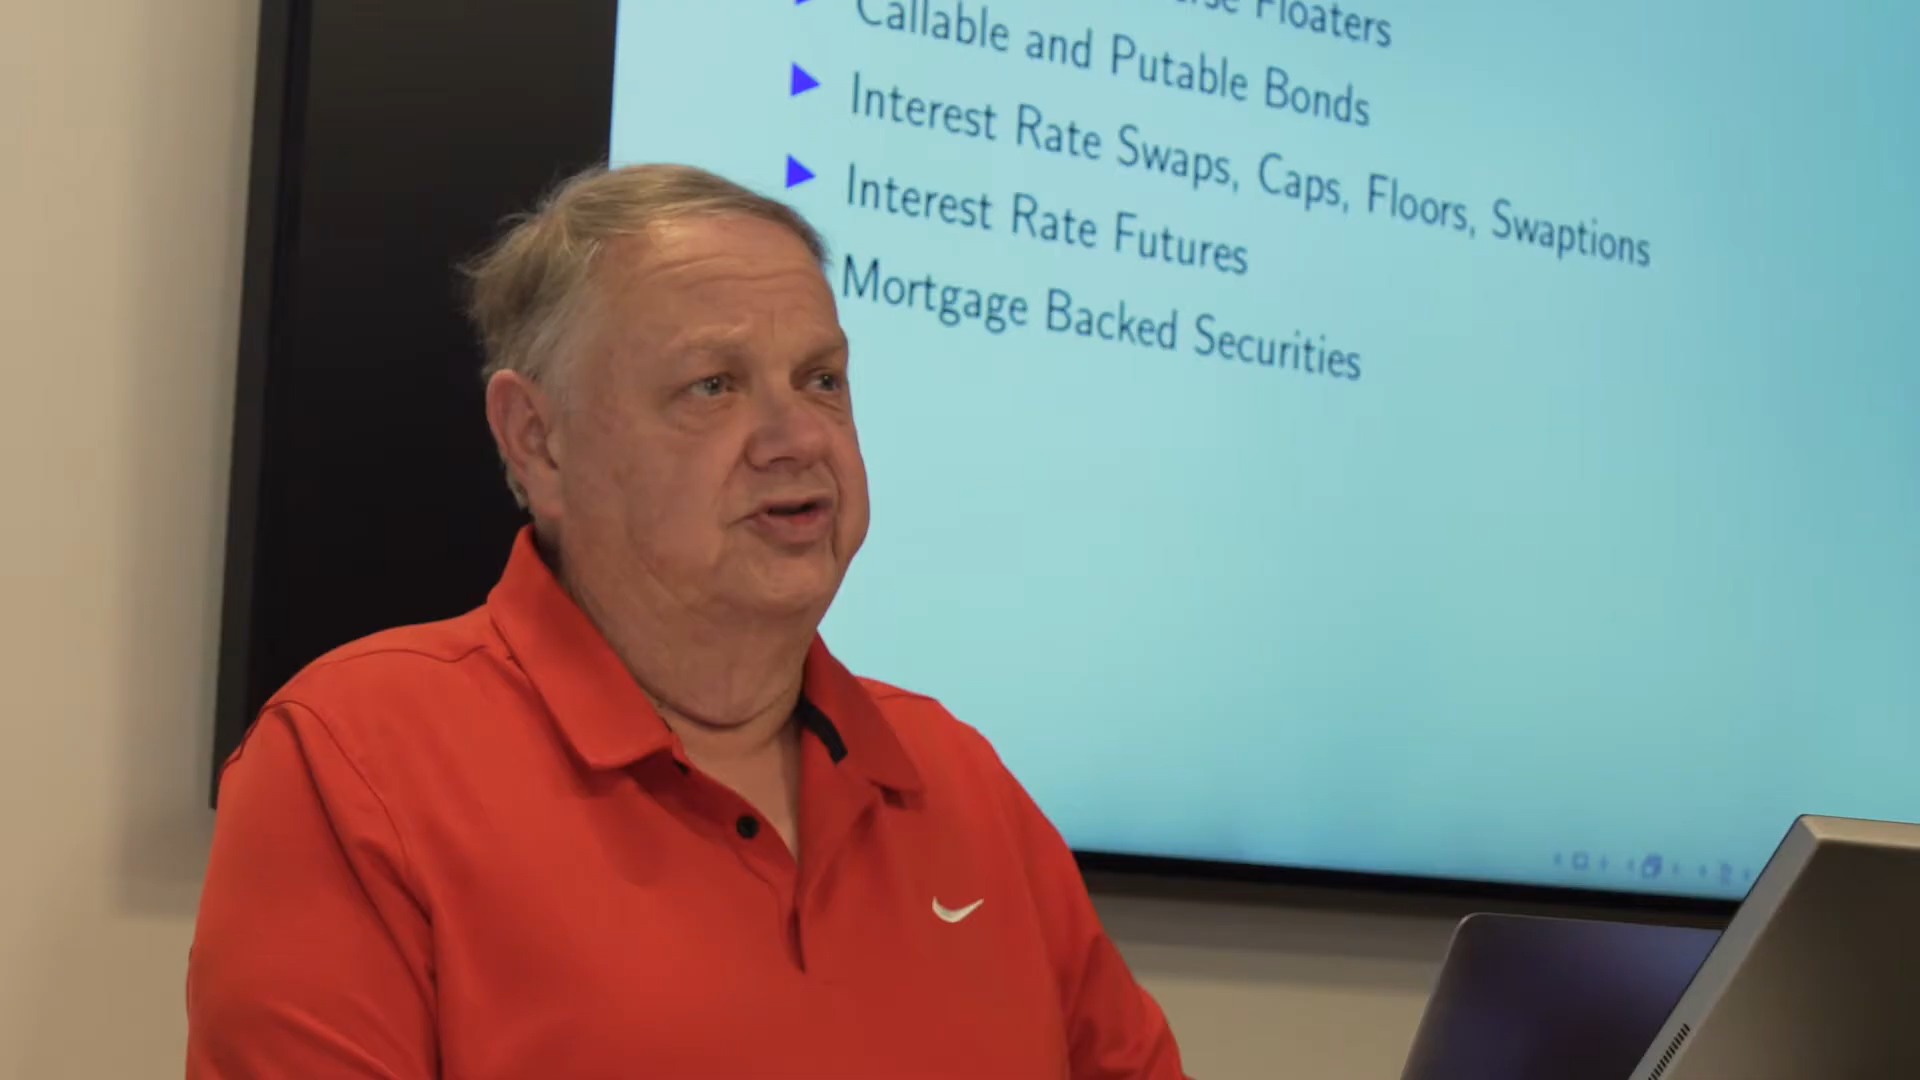 Floaters
Callable and Putable Bonds
Interest Rate Swaps, Caps, Floors, Swaptions
Interest Rate Futures
Mortgage Backed Securities